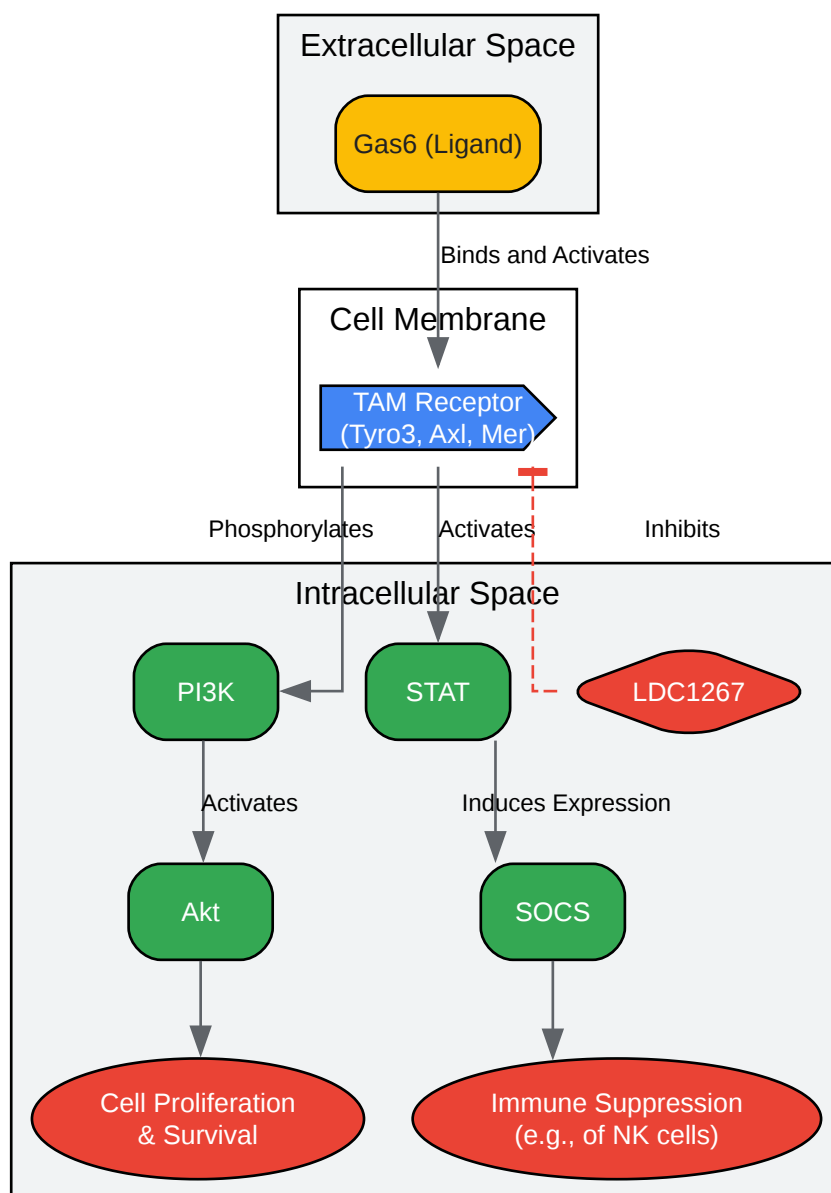 Extracellular Space
Gas6 (Ligand)
Binds and Activates
Cell Membrane
TAM Receptor
(Tyro3, Axl, Mer)
Phosphorylates
Activates
Inhibits
Intracellular Space
PI3K
STAT
LDC1267
Activates
Induces Expression
Akt
SOCS
Cell Proliferation
& Survival
Immune Suppression
(e.g., of NK cells)